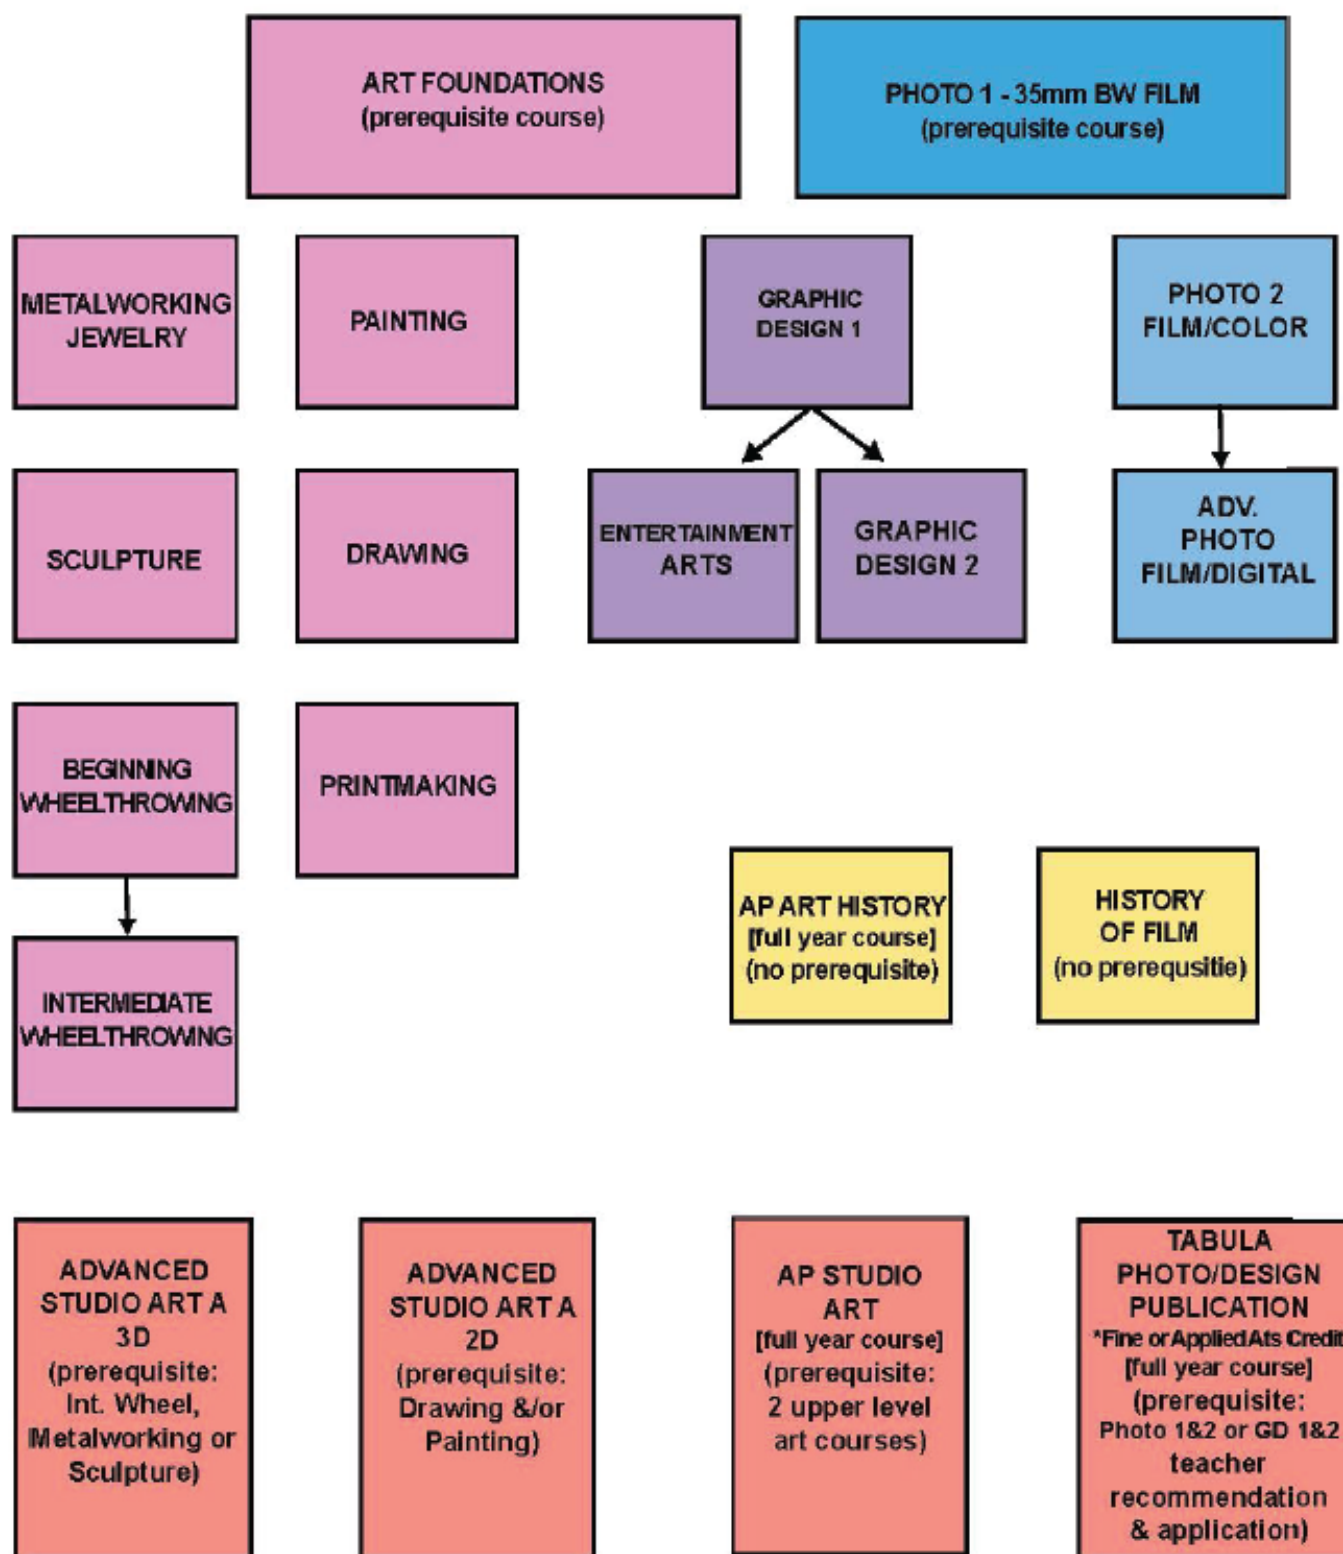 ART FOUNDATIONS
(prerequisite course)
PHOTO 1 - 35mm BW FILM
(prerequisite course)
METALWORKING
JEWELRY
PAINTING
GRAPHIC
DESIGN 1
PHOTO 2
FILM/COLOR
SCULPTURE
DRAWING
ENTERTAINMENT
ARTS
GRAPHIC
DESIGN 2
ADV.
PHOTO
FILM/DIGITAL
BEGINNING
WHEELTHROWING
PRINTMAKING
AP ART HISTORY
[full year course]
(no prerequisite)
HISTORY
OF FILM
(no prerequsitie)
INTERMEDIATE
WHEELTHROWING
ADVANCED
STUDIO ART A
3D
(prerequisite:
Int. Wheel,
Metalworking or
Sculpture)
ADVANCED
STUDIO ART A
2D
(prerequisite:
Drawing &/or
Painting)
AP STUDIO
ART
[full year course]
(prerequisite:
2 upper level
art courses)
TABULA
PHOTO/DESIGN
PUBLICATION
*Fine or Applied Ats Credit
[full year course]
(prerequisite:
Photo 1&2 or GD 1&2
teacher
recommendation
& application)